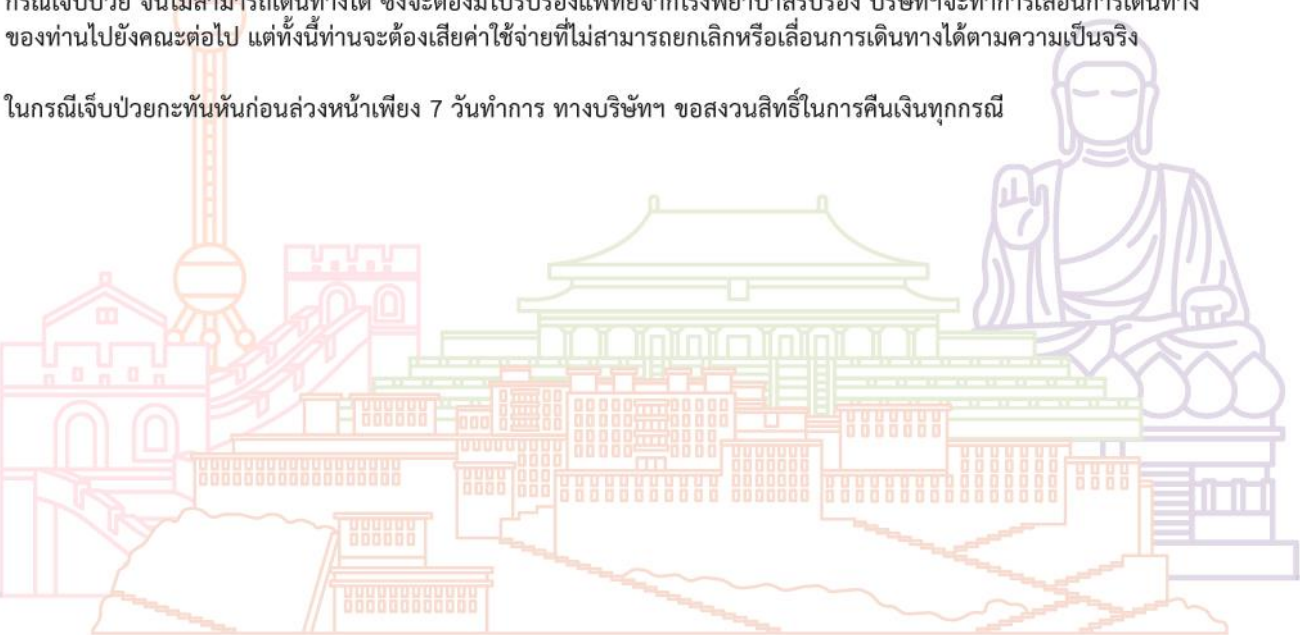 กรณีเจ็บป่วย จนไม่สามารถเดินทางได้ ซึ่งจะต้องมีใบรับรองแพทย์จากโรงพยาบาลรับรอง บริษัทฯจะทำการเลื่อนการเดินทาง
ของท่านไปยังคณะต่อไป แต่ทั้งนี้ท่านจะต้องเสียค่าใช้จ่ายที่ไม่สามารถยกเลิกหรือเลื่อนการเดินทางได้ตามความเป็นจริง
ในกรณีเจ็บป่วยกะทันหันก่อนล่วงหน้าเพียง 7 วันทำการ ทางบริษัทฯ ขอสงวนสิทธิ์ในการคืนเงินทุกกรณี